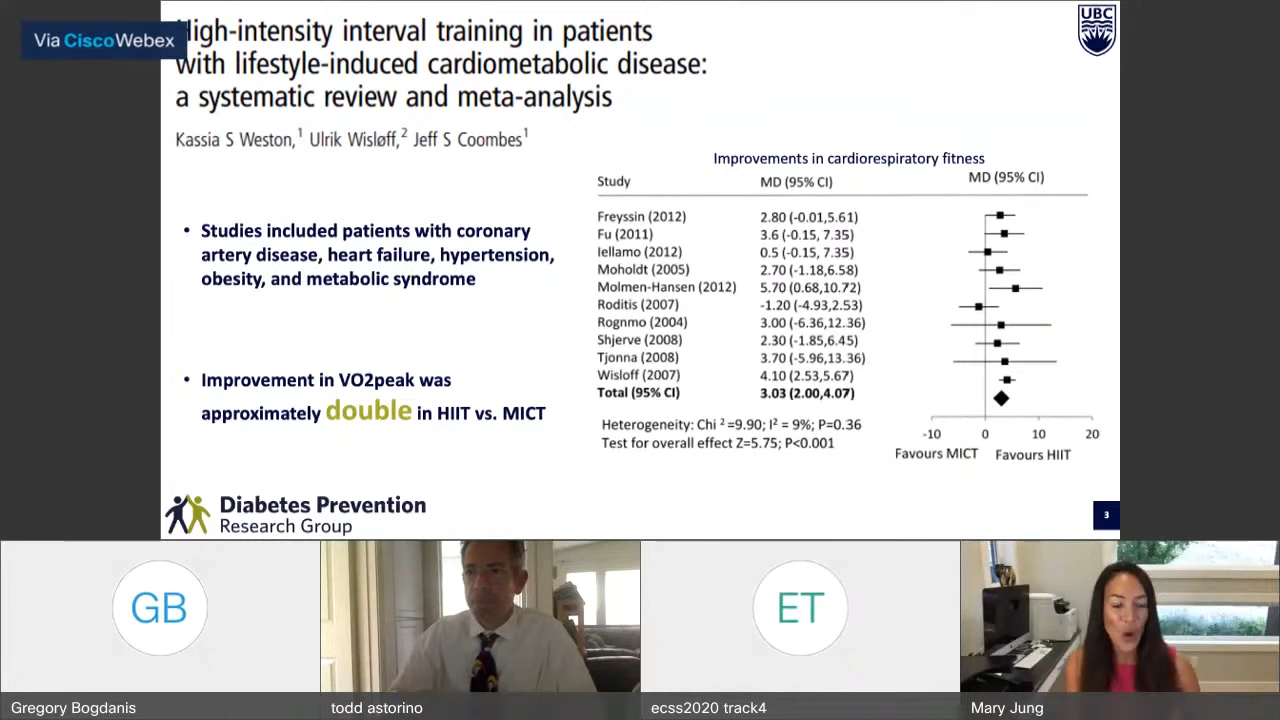 Via Cisco Webex
High-intensity interval training in patients
with lifestyle-induced cardiometabolic disease:
a systematic review and meta-analysis
UBC
Kassia S Weston,1 Ulrik Wisløff,2 Jeff S Coombes1
• Studies included patients with coronary
artery disease, heart failure, hypertension,
obesity, and metabolic syndrome
• Improvement in VO2peak was
approximately double in HIIT vs. MICT
Improvements in cardiorespiratory fitness
Study MD (95% CI) MD (95% CI)
Freyssin (2012) 2.80 (-0.01,5.61)
Fu (2011) 3.6 (-0.15, 7.35)
Iellamo (2012) 0.5 (-0.15, 7.35)
Moholdt (2005) 2.70 (-1.18,6.58)
Molmen-Hansen (2012) 5.70 (0.68,10.72)
Roditis (2007) -1.20 (-4.93,2.53)
Rognmo (2004) 3.00 (-6.36,12.36)
Shjerve (2008) 2.30 (-1.85,6.45)
Tjonna (2008) 3.70 (-5.96,13.36)
Wisloff (2007) 4.10 (2.53,5.67)
Total (95% CI) 3.03 (2.00,4.07)
Heterogeneity: Chi 2 =9.90; I2 = 9%; P=0.36
Test for overall effect Z=5.75; P<0.001
-10 0 10 20
Favours MICT Favours HIIT
Diabetes Prevention
Research Group
3
GB
ET
Gregory Bogdanis
todd astorino
ecss2020 track4
Mary Jung